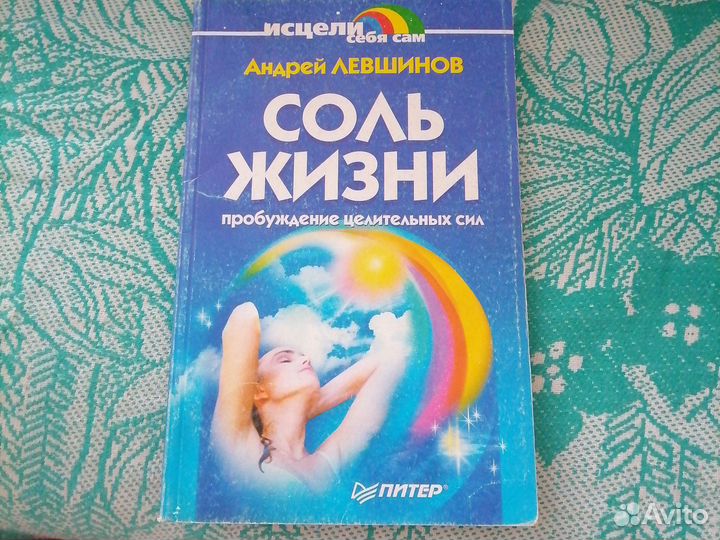 исцели
себя сам
Андрей ЛЕВШИНОВ
СОЛЬ
ЖИЗНИ
пробуждение целительных сил
ПИТЕР®
Avito